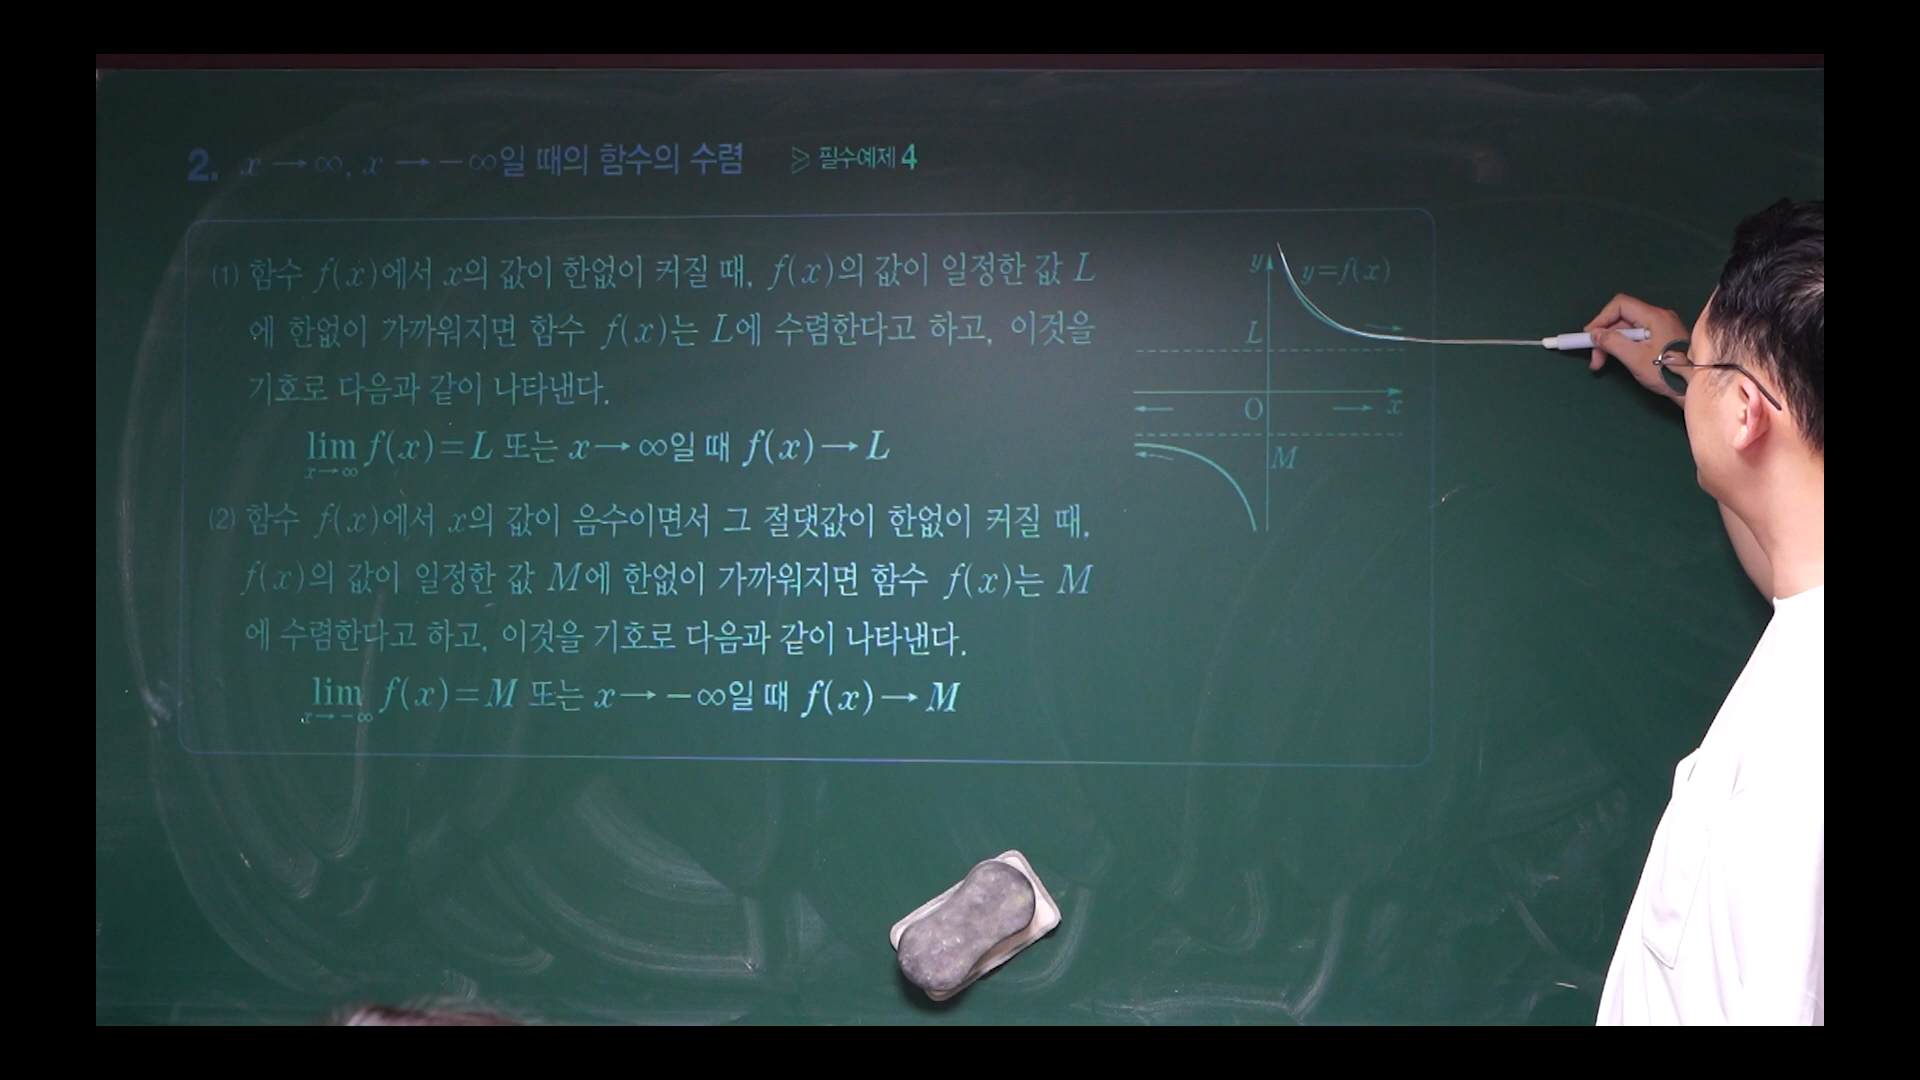 2. x → ∞, x → -∞일 때의 함수의 수렴 ≥ 필수예제 4
(1) 함수 f(x)에서 x의 값이 한없이 커질 때, f(x)의 값이 일정한 값 L
에 한없이 가까워지면 함수 f(x)는 L에 수렴한다고 하고, 이것을
기호로 다음과 같이 나타낸다.
lim f(x)=L 또는 x → ∞일 때 f(x) → L
x→∞
(2) 함수 f(x)에서 x의 값이 음수이면서 그 절댓값이 한없이 커질 때,
f(x)의 값이 일정한 값 M에 한없이 가까워지면 함수 f(x)는 M
에 수렴한다고 하고, 이것을 기호로 다음과 같이 나타낸다.
lim f(x)=M 또는 x → -∞일 때 f(x) → M
x→-∞
y y=f(x)
L
O x
M